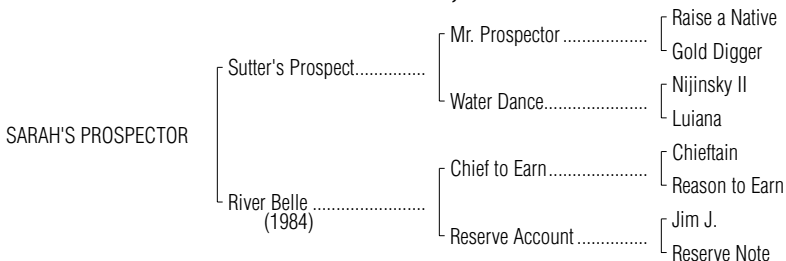 Raise a Native
Mr. Prospector ..................
Gold Digger
Sutter's Prospect...............
Nijinsky II
Water Dance......................
Luiana
SARAH'S PROSPECTOR
Chieftain
Chief to Earn.....................
Reason to Earn
River Belle ........................
(1984)
Jim J.
Reserve Account ...............
Reserve Note